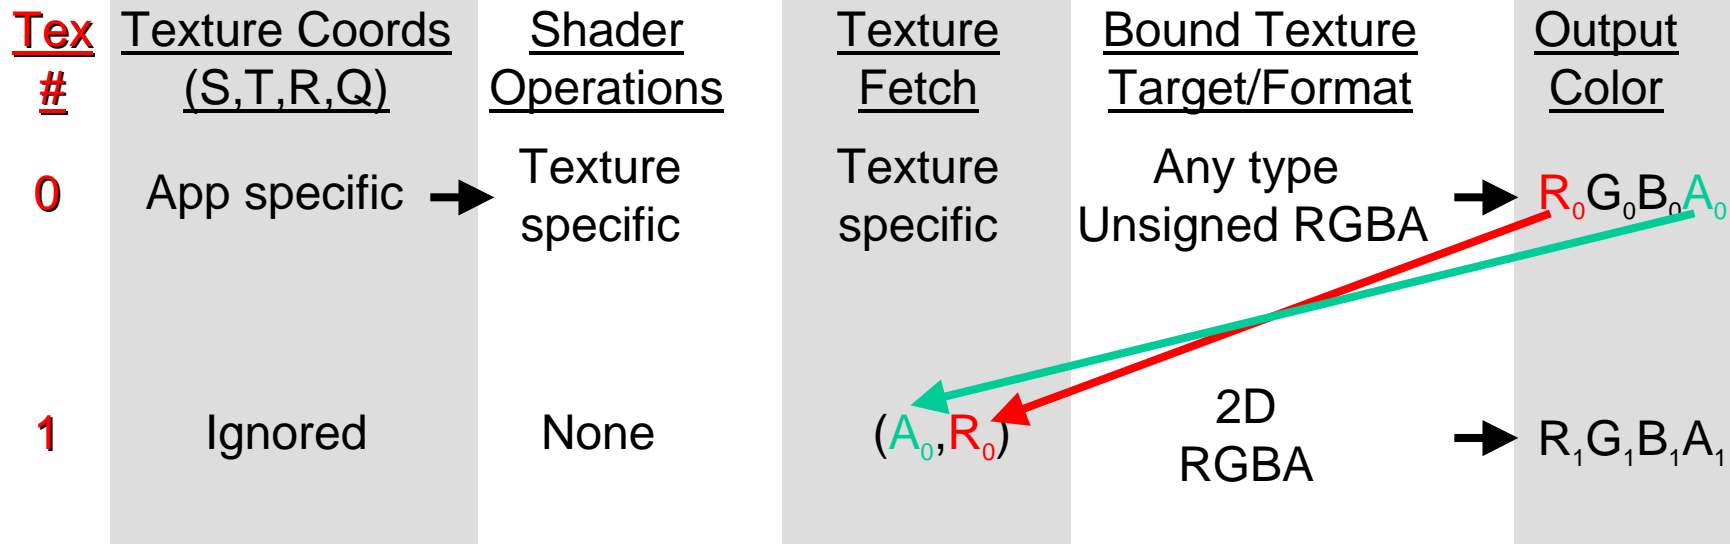 Tex Texture Coords Shader Texture Bound Texture Output
# (S,T,R,Q) Operations Fetch Target/Format Color
Texture Texture Any type
0 App specific R₀G₀B₀A₀
specific specific Unsigned RGBA
2D
1 Ignored None (A₀,R₀) R₁G₁B₁A₁
RGBA